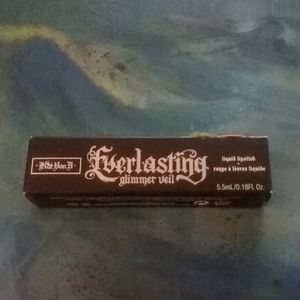 Kat Von D
Everlasting
glimmer veil
liquid lipstick
rouge à lèvres liquide
5.5mL/0.18Fl. Oz.